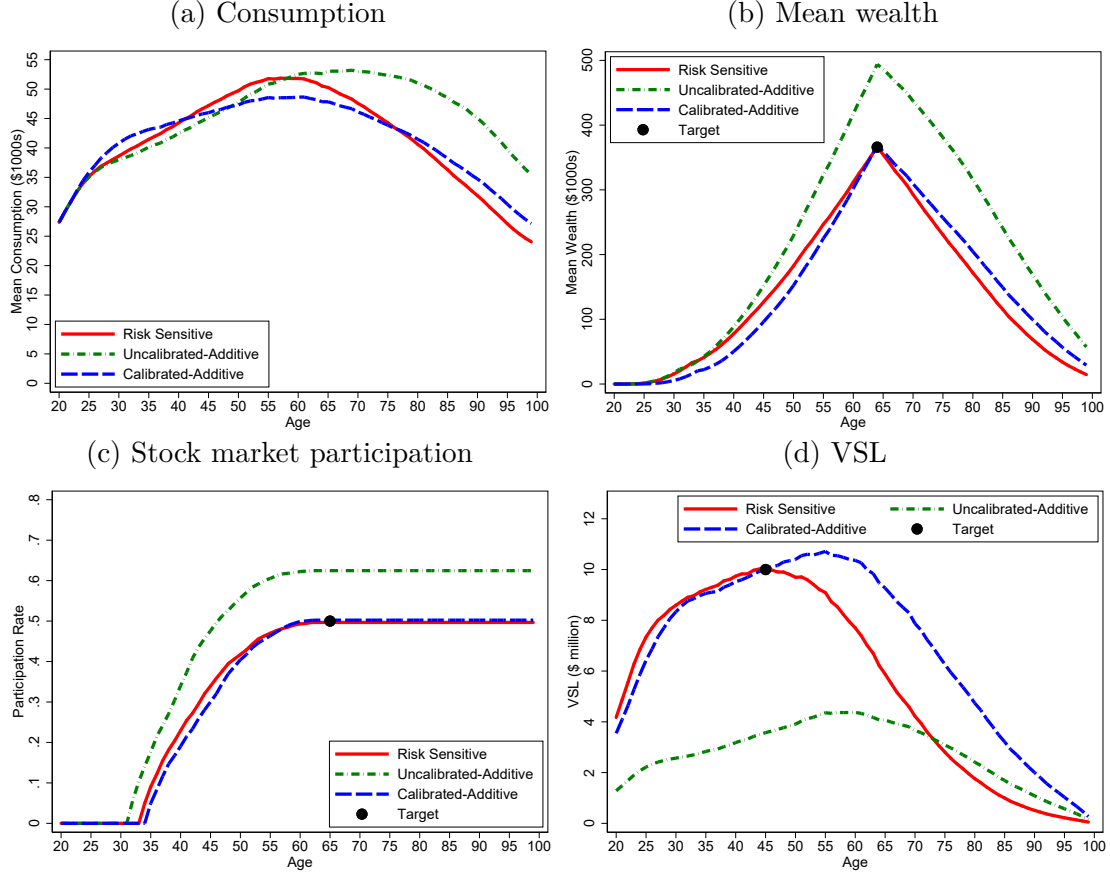 (a) Consumption
Mean Consumption ($1000s)
55
50
45
40
35
30
25
20
15
10
5
0
Risk Sensitive
Uncalibrated-Additive
Calibrated-Additive
20 25 30 35 40 45 50 55 60 65 70 75 80 85 90 95 100
Age
(b) Mean wealth
Mean Wealth ($1000s)
500
400
300
200
100
0
Risk Sensitive
Uncalibrated-Additive
Calibrated-Additive
Target
20 25 30 35 40 45 50 55 60 65 70 75 80 85 90 95 100
Age
(c) Stock market participation
Participation Rate
.8
.7
.6
.5
.4
.3
.2
.1
0
Risk Sensitive
Uncalibrated-Additive
Calibrated-Additive
Target
20 25 30 35 40 45 50 55 60 65 70 75 80 85 90 95 100
Age
(d) VSL
VSL ($ million)
12
10
8
6
4
2
0
Risk Sensitive Uncalibrated-Additive
Calibrated-Additive Target
20 25 30 35 40 45 50 55 60 65 70 75 80 85 90 95 100
Age